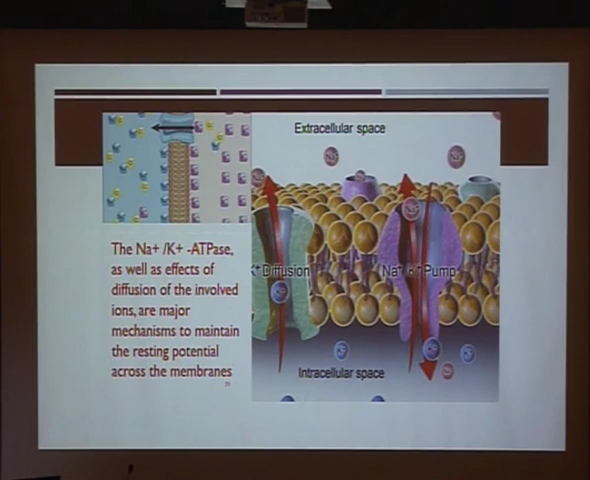 Extracellular space
The Na+ /K+ -ATPase,
as well as effects of
diffusion of the involved
ions, are major
mechanisms to maintain
the resting potential
across the membranes
K+ Diffusion
Na+ K+ Pump
Intracellular space